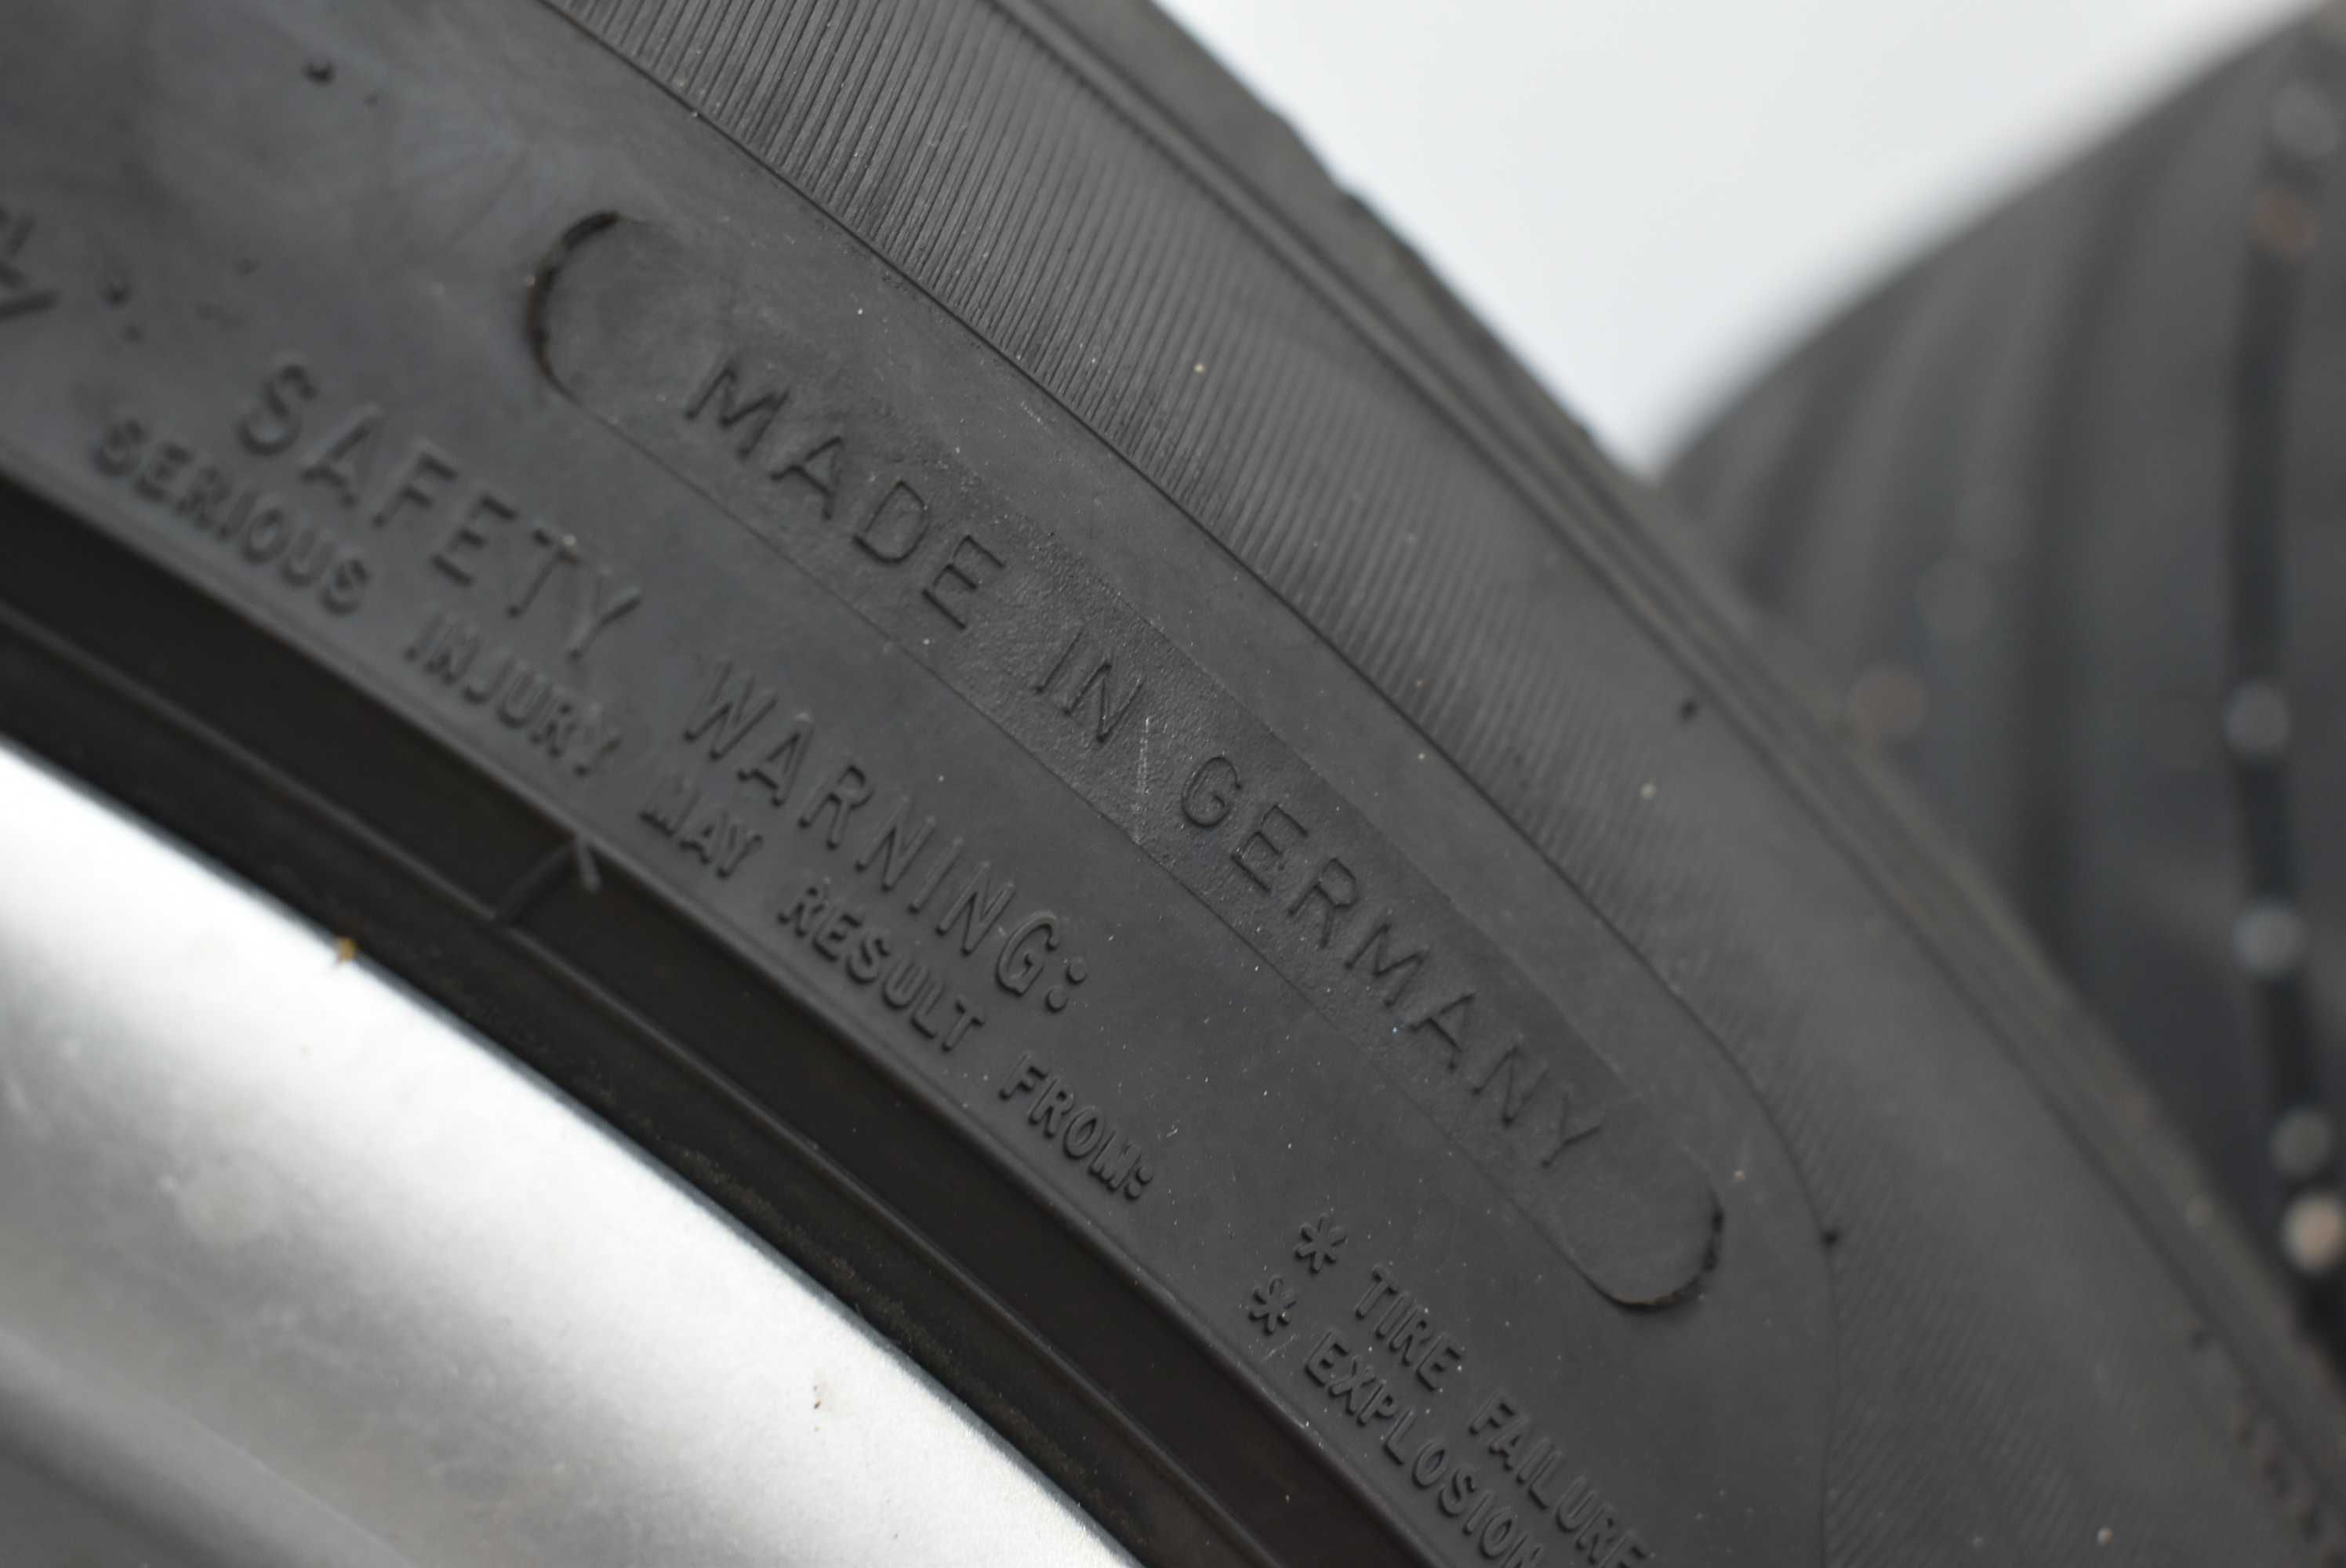 MADE IN GERMANY
SAFETY WARNING:
SERIOUS INJURY MAY RESULT FROM:
* TIRE FAILURE
* EXPLOSION